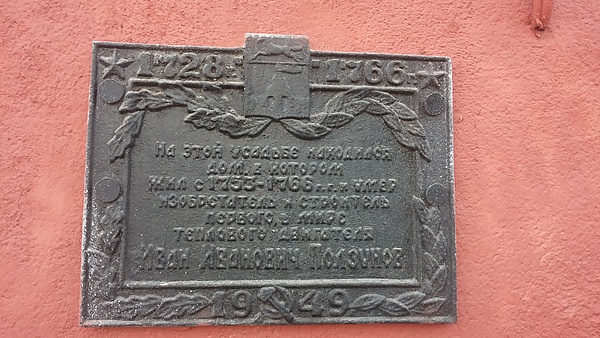 1728 1766
На этой усадьбе находился
дом, в котором
жил с 1753-1766 г.г. и умер
изобретатель и строитель
первого в мире
теплового двигателя
Иван Иванович Ползунов
1949